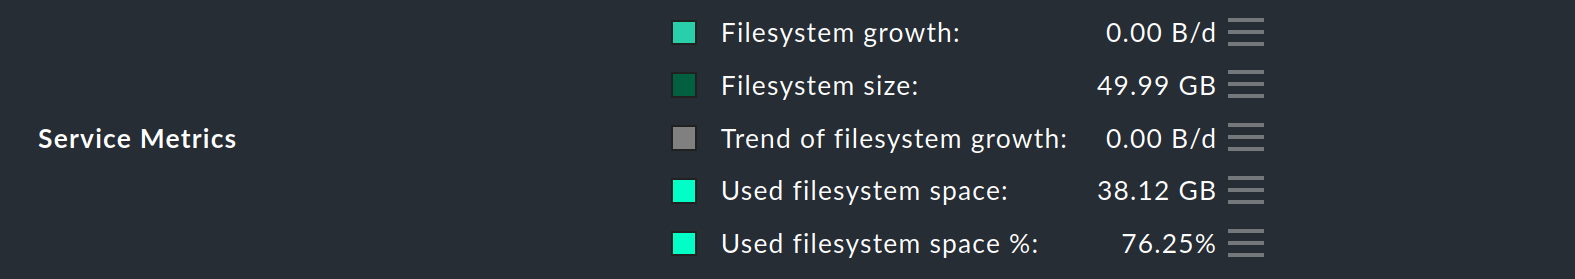 Filesystem growth: 0.00 B/d
Filesystem size: 49.99 GB
Service Metrics Trend of filesystem growth: 0.00 B/d
Used filesystem space: 38.12 GB
Used filesystem space %: 76.25%